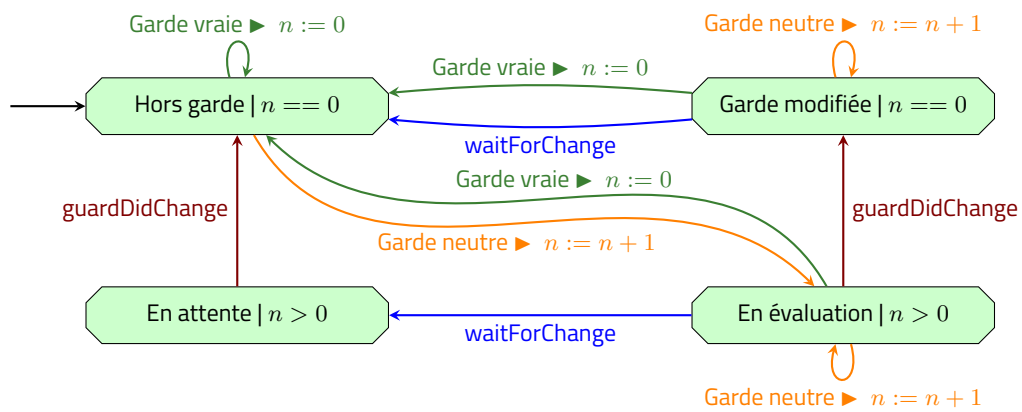 Garde vraie ► n := 0
Garde neutre ► n := n + 1
Hors garde | n == 0
Garde vraie ► n := 0
Garde modifiée | n == 0
waitForChange
Garde vraie ► n := 0
guardDidChange
guardDidChange
Garde neutre ► n := n + 1
En attente | n > 0
En évaluation | n > 0
waitForChange
Garde neutre ► n := n + 1